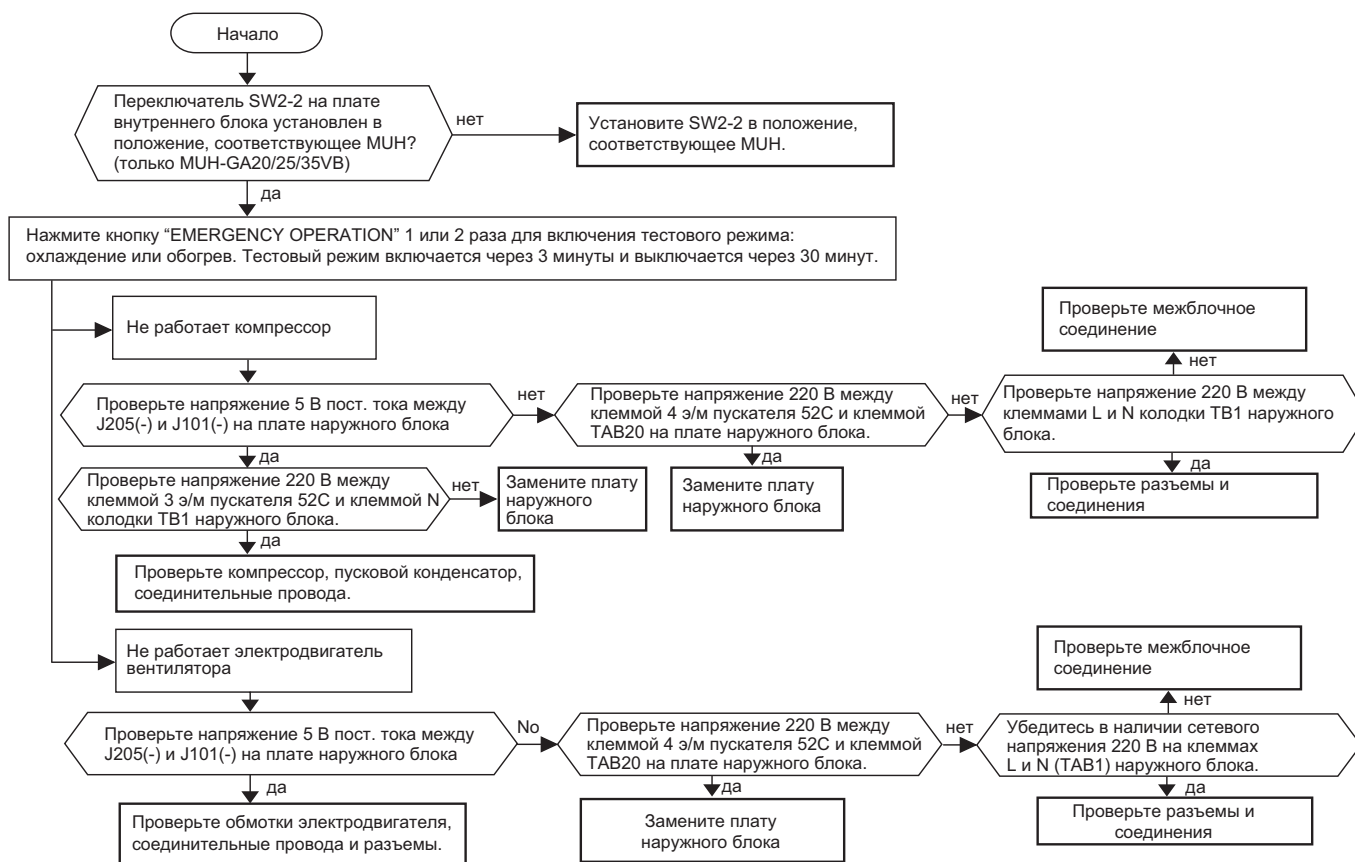 Начало
Переключатель SW2-2 на плате
внутреннего блока установлен в
положение, соответствующее MUH?
(только MUH-GA20/25/35VB)
нет
Установите SW2-2 в положение,
соответствующее MUH.
да
Нажмите кнопку “EMERGENCY OPERATION” 1 или 2 раза для включения тестового режима:
охлаждение или обогрев. Тестовый режим включается через 3 минуты и выключается через 30 минут.
Не работает компрессор
Проверьте межблочное
соединение
нет
Проверьте напряжение 5 В пост. тока между
J205(-) и J101(-) на плате наружного блока
нет
Проверьте напряжение 220 В между
клеммой 4 э/м пускателя 52С и клеммой
TAB20 на плате наружного блока.
нет
Проверьте напряжение 220 В между
клеммами L и N колодки TB1 наружного
блока.
да
да
да
Проверьте напряжение 220 В между
клеммой 3 э/м пускателя 52С и клеммой N
колодки TB1 наружного блока.
нет
Замените плату
наружного
блока
Замените плату
наружного блока
Проверьте разъемы и
соединения
да
Проверьте компрессор, пусковой конденсатор,
соединительные провода.
Не работает электродвигатель
вентилятора
Проверьте межблочное
соединение
нет
Проверьте напряжение 5 В пост. тока между
J205(-) и J101(-) на плате наружного блока
No
Проверьте напряжение 220 В между
клеммой 4 э/м пускателя 52С и клеммой
TAB20 на плате наружного блока.
нет
Убедитесь в наличии сетевого
напряжения 220 В на клеммах
L и N (TAB1) наружного блока.
да
да
да
Проверьте обмотки электродвигателя,
соединительные провода и разъемы.
Замените плату
наружного блока
Проверьте разъемы и
соединения